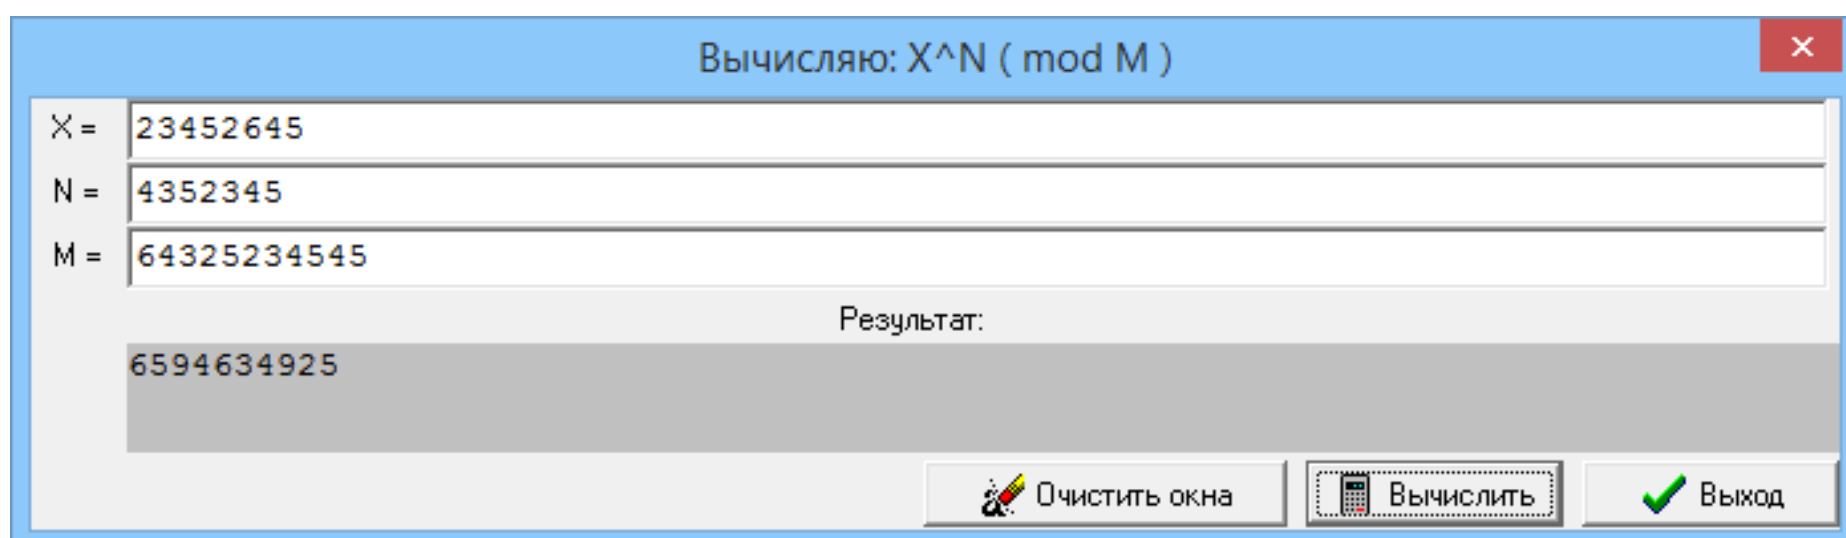 Вычисляю: X^N ( mod M )
X = 23452645
N = 4352345
M = 64325234545
Результат:
6594634925
Очистить окна Вычислить Выход